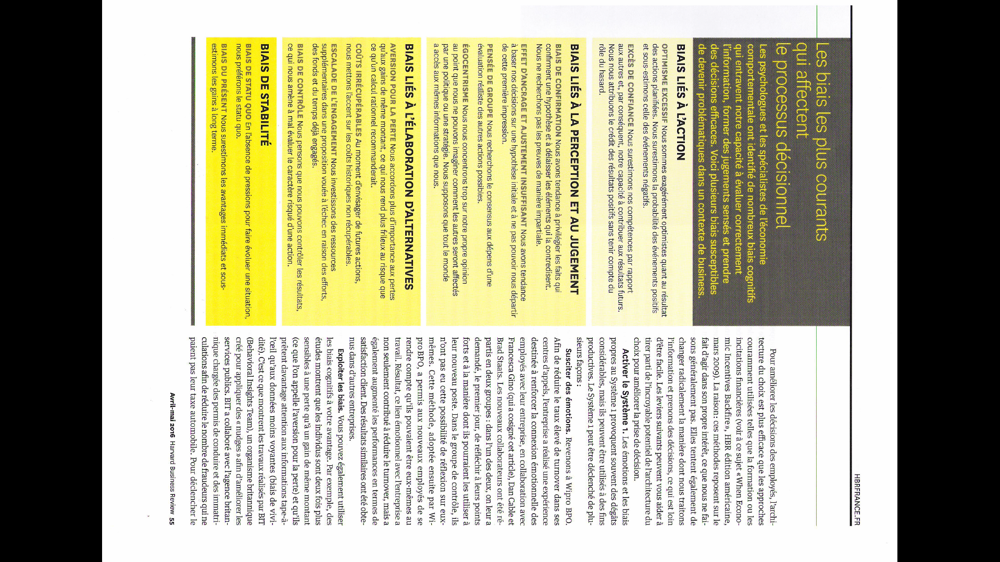 HBRFRANCE.FR
Les biais les plus courants
qui affectent
le processus décisionnel
Les psychologues et les spécialistes de l'économie
comportementale ont identifié de nombreux biais cognitifs
qui entravent notre capacité à évaluer correctement
l'information, former des jugements sensés et prendre
des décisions efficaces. Voici plusieurs biais susceptibles
de devenir problématiques dans un contexte de business.
BIAIS LIÉS À L'ACTION
OPTIMISME EXCESSIF Nous sommes exagérément optimistes quant au résultat
des actions planifiées. Nous surestimons la probabilité des événements positifs
et sous-estimons celle des événements négatifs.
EXCÈS DE CONFIANCE Nous surestimons nos compétences par rapport
aux autres et, par conséquent, notre capacité à contribuer aux résultats futurs.
Nous nous attribuons le crédit des résultats positifs sans tenir compte du
rôle du hasard.
BIAIS LIÉS À LA PERCEPTION ET AU JUGEMENT
BIAIS DE CONFIRMATION Nous avons tendance à privilégier les faits qui
confirment une hypothèse et à délaisser les éléments qui la contredisent.
Nous ne recherchons pas les preuves de manière impartiale.
EFFET D'ANCRAGE ET AJUSTEMENT INSUFFISANT Nous avons tendance
à baser nos décisions sur une hypothèse initiale et à ne pas pouvoir nous départir
de cette première impression.
PENSÉE DE GROUPE Nous recherchons le consensus aux dépens d'une
évaluation réaliste des autres actions possibles.
ÉGOCENTRISME Nous nous concentrons trop sur notre propre opinion
au point que nous ne pouvons imaginer comment les autres seront affectés
par une politique ou une stratégie. Nous supposons que tout le monde
a accès aux mêmes informations que nous.
BIAIS LIÉS À L'ÉLABORATION D'ALTERNATIVES
AVERSION POUR LA PERTE Nous accordons plus d'importance aux pertes
qu'aux gains de même montant, ce qui nous rend plus frileux au risque que
ce qu'un calcul rationnel recommanderait.
COÛTS IRRÉCUPÉRABLES Au moment d'envisager de futures actions,
nous mettons l'accent sur les coûts historiques non récupérables.
ESCALADE DE L'ENGAGEMENT Nous investissons des ressources
supplémentaires dans une proposition vouée à l'échec en raison des efforts,
des fonds et du temps déjà engagés.
BIAIS DE CONTRÔLE Nous pensons que nous pouvons contrôler les résultats,
ce qui nous amène à mal évaluer le caractère risqué d'une action.
BIAIS DE STABILITÉ
BIAIS DE STATU QUO En l'absence de pressions pour faire évoluer une situation,
nous préférons le statu quo.
BIAIS DU PRÉSENT Nous surestimons les avantages immédiats et sous-
estimons les gains à long terme.
Pour améliorer les décisions des employés, l'archi-
tecture du choix est plus efficace que les approches
couramment utilisées telles que la formation ou les
incitations financières (voir à ce sujet « When Econo-
mic Incentives Backfire », HBR édition américaine,
mars 2009). La raison : ces méthodes reposent sur le
fait d'agir dans son propre intérêt, ce que nous ne fai-
sons généralement pas. Elles tentent également de
changer radicalement la manière dont nous traitons
l'information et prenons des décisions, ce qui est loin
d'être facile. Les leviers suivants peuvent vous aider à
tirer parti de l'incroyable potentiel de l'architecture du
choix pour améliorer la prise de décision.
Activer le Système 1. Les émotions et les biais
propres au Système 1 provoquent souvent des dégâts
considérables, mais ils peuvent être utilisés à des fins
productives. Le Système 1 peut être déclenché de plu-
sieurs façons :
Susciter des émotions. Revenons à Wipro BPO.
Afin de réduire le taux élevé de turnover dans ses
centres d'appels, l'entreprise a réalisé une expérience
destinée à renforcer la connexion émotionnelle des
employés avec leur entreprise, en collaboration avec
Francesca Gino (qui a cosigné cet article), Dan Cable et
Brad Staats. Les nouveaux collaborateurs ont été ré-
partis en deux groupes : dans l'un des deux, on leur a
demandé, le premier jour, de réfléchir à leurs points
forts et à la manière dont ils pourraient les utiliser à
leur nouveau poste. Dans le groupe de contrôle, ils
n'ont pas eu cette possibilité de réflexion sur eux-
mêmes. Cette méthode, adoptée ensuite par Wi-
pro BPO, a permis aux nouveaux employés de se
rendre compte qu'ils pouvaient être eux-mêmes au
travail. Résultat, ce lien émotionnel avec l'entreprise a
non seulement contribué à réduire le turnover, mais a
également augmenté les performances en termes de
satisfaction client. Des résultats similaires ont été obte-
nus dans d'autres entreprises.
Exploiter les biais. Vous pouvez également utiliser
les biais cognitifs à votre avantage. Par exemple, des
études montrent que les individus sont deux fois plus
sensibles à une perte qu'à un gain de même montant
(ce que l'on appelle l'aversion pour la perte) et qu'ils
prêtent davantage attention aux informations tape-à-
l'œil qu'aux données moins voyantes (biais de vivi-
dité). C'est ce que montrent les travaux réalisés par BIT
(Behavioral Insights Team), un organisme britannique
créé pour appliquer des « nudges » afin d'améliorer les
services publics. BIT a collaboré avec l'agence britan-
nique chargée des permis de conduire et des immatri-
culations afin de réduire le nombre de fraudeurs qui ne
paient pas leur taxe automobile. Pour déclencher le
Avril-mai 2016 Harvard Business Review 55